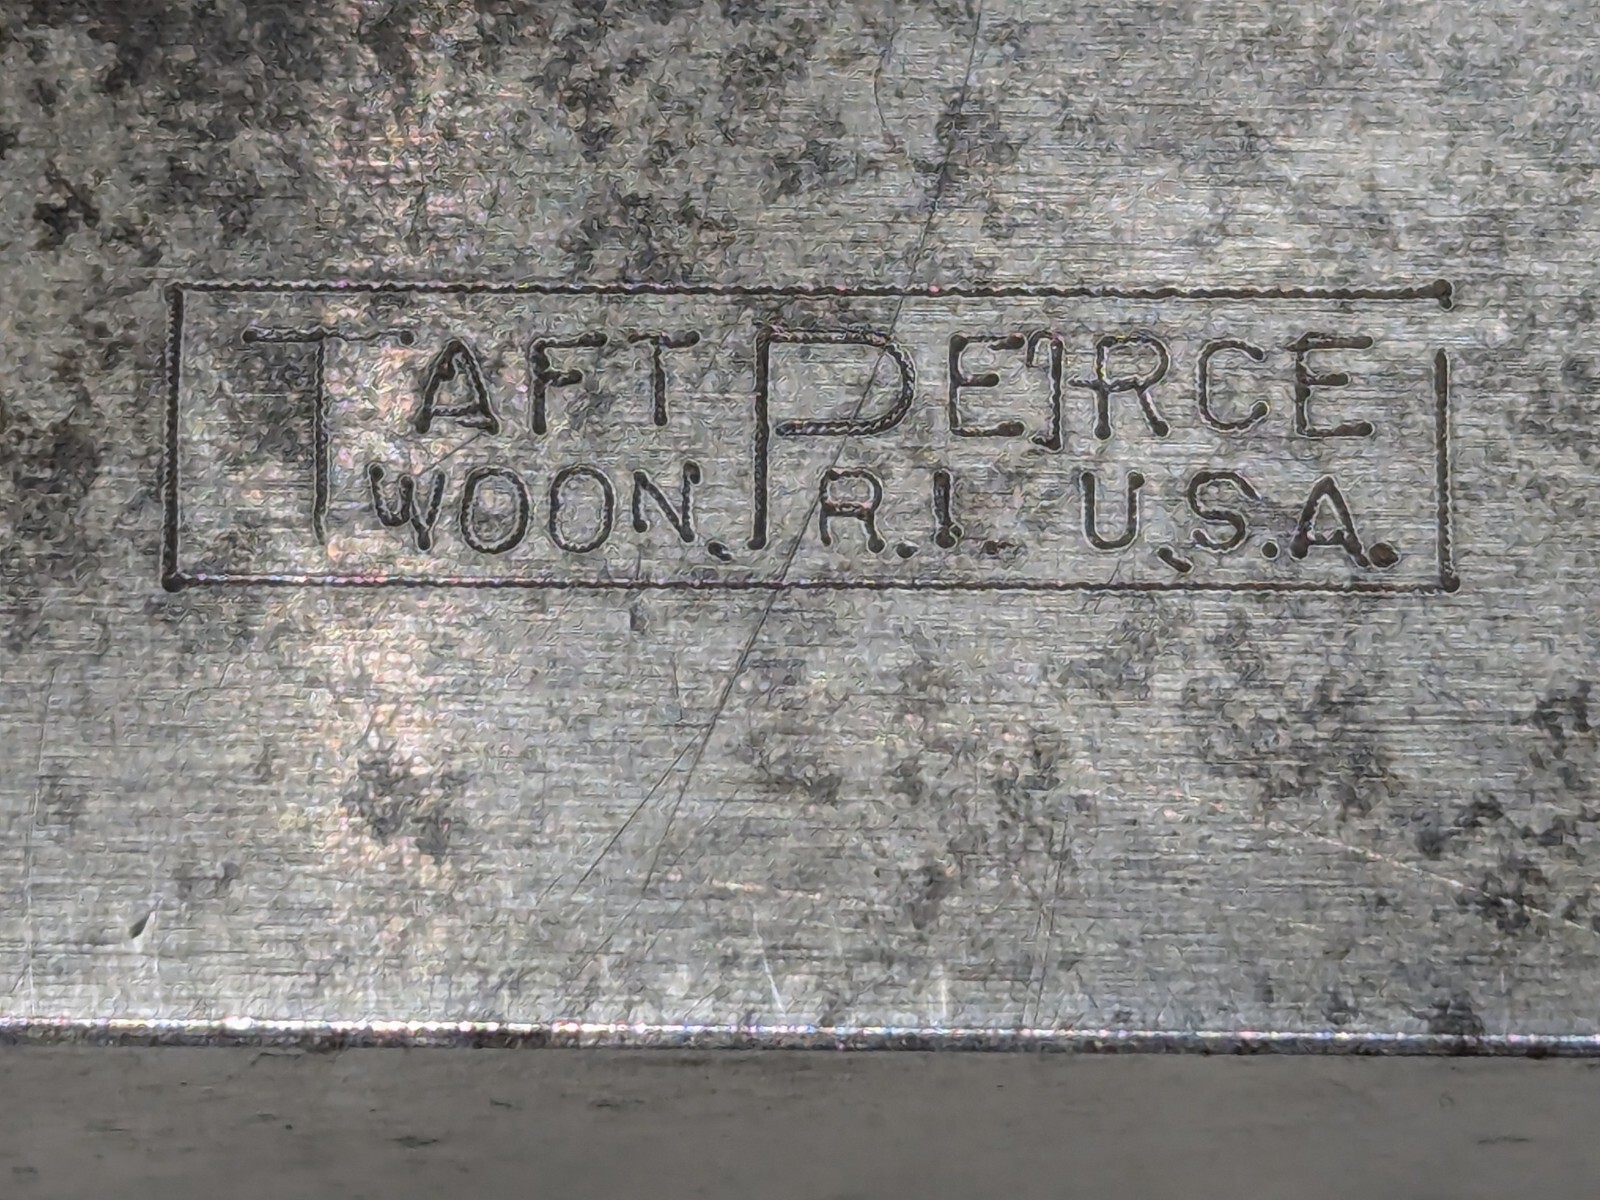 TAFT PEIRCE
WOON. R.I. U.S.A.